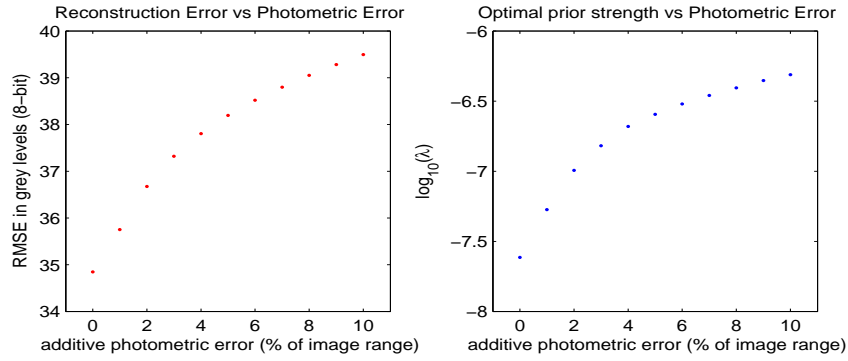 Reconstruction Error vs Photometric Error
40
39
38
37
36
35
34
RMSE in grey levels (8−bit)
0 2 4 6 8 10
additive photometric error (% of image range)
Optimal prior strength vs Photometric Error
−6
−6.5
−7
−7.5
−8
log10(λ)
0 2 4 6 8 10
additive photometric error (% of image range)